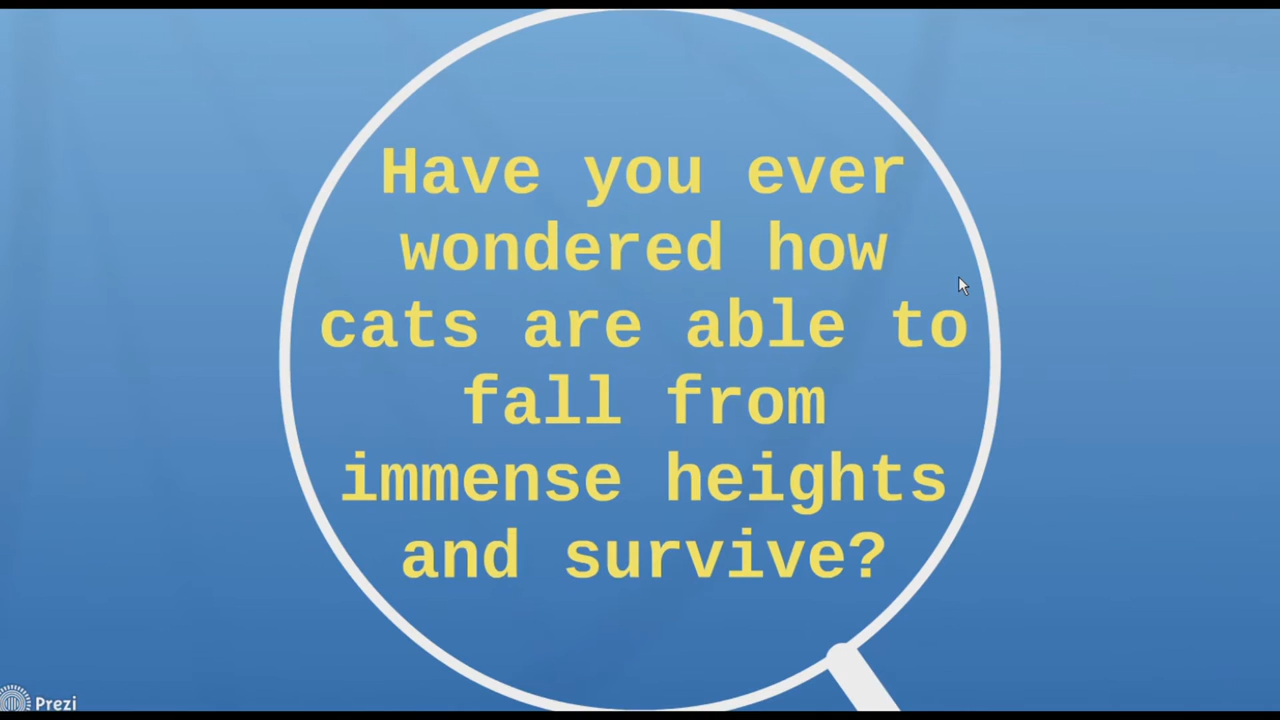 Have you ever
wondered how
cats are able to
fall from
immense heights
and survive?
Prezi